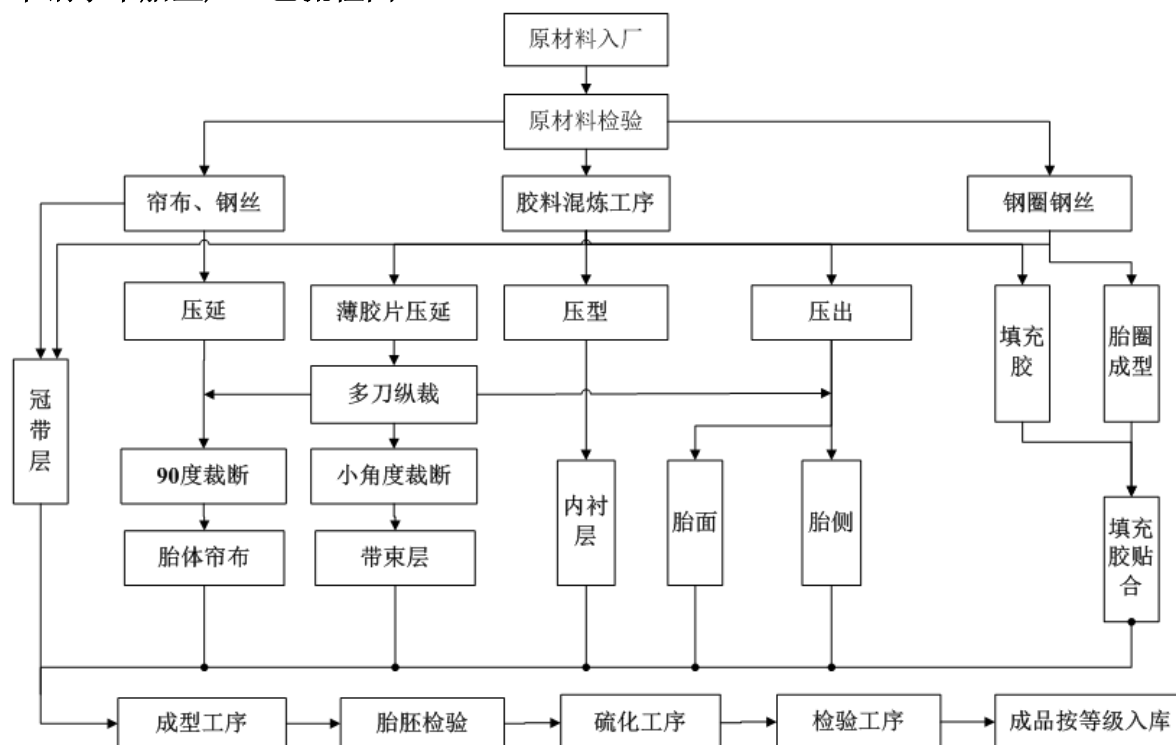 原材料入厂
原材料检验
帘布、钢丝
胶料混炼工序
钢圈钢丝
压延
薄胶片压延
压型
压出
填充
胶
胎圈
成型
冠
带
层
多刀纵裁
90度裁断
小角度裁断
内衬
层
胎面
胎侧
填充
胶贴
合
胎体帘布
带束层
成型工序
胎胚检验
硫化工序
检验工序
成品按等级入库